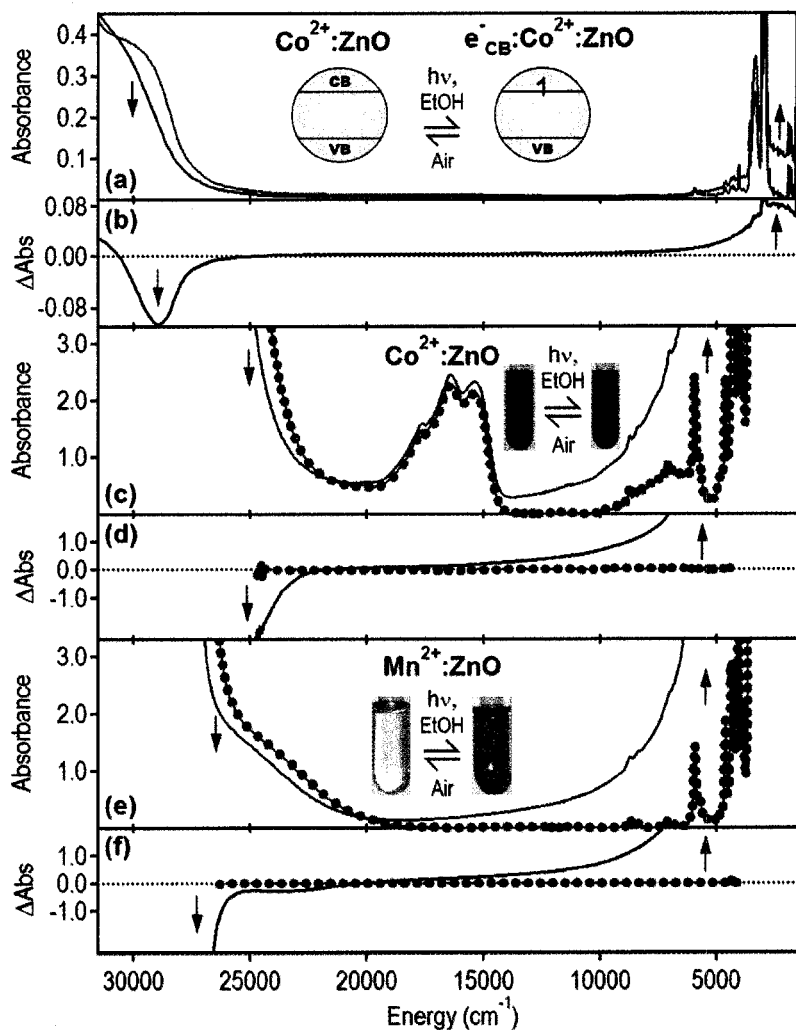 0.4
0.3
0.2
0.1
Absorbance
(a)
Co2+:ZnO
CB
VB
hν,
EtOH
⇌
Air
e-CB:Co2+:ZnO
1
VB
0.08
0.00
-0.08
ΔAbs
(b)
3.0
2.0
1.0
Absorbance
(c)
Co2+:ZnO
hν,
EtOH
⇌
Air
1.0
0.0
-1.0
ΔAbs
(d)
3.0
2.0
1.0
Absorbance
(e)
Mn2+:ZnO
hν,
EtOH
⇌
Air
1.0
0.0
-1.0
ΔAbs
(f)
30000 25000 20000 15000 10000 5000
Energy (cm-1)